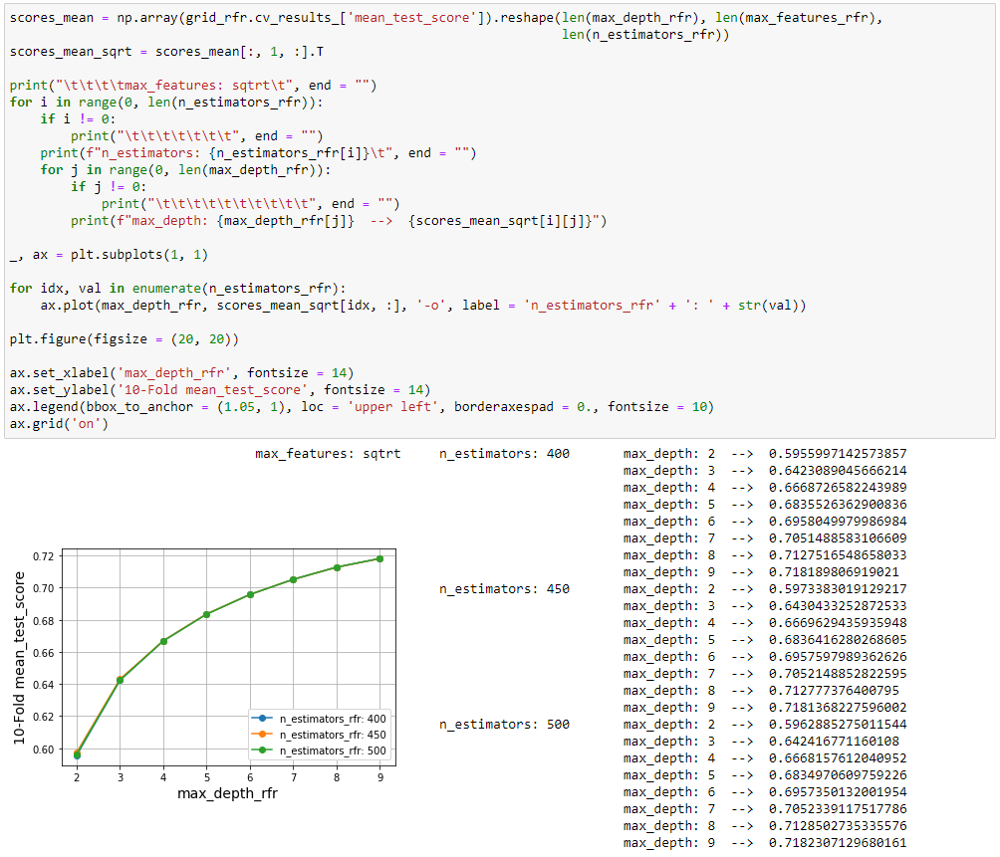 scores_mean = np.array(grid_rfr.cv_results_['mean_test_score']).reshape(len(max_depth_rfr), len(max_features_rfr),
len(n_estimators_rfr))
scores_mean_sqrt = scores_mean[:, 1, :].T
print("\t\t\t\tmax_features: sqtrt\t", end = "")
for i in range(0, len(n_estimators_rfr)):
if i != 0:
print("\t\t\t\t\t\t\t", end = "")
print(f"n_estimators: {n_estimators_rfr[i]}\t", end = "")
for j in range(0, len(max_depth_rfr)):
if j != 0:
print("\t\t\t\t\t\t\t\t\t\t", end = "")
print(f"max_depth: {max_depth_rfr[j]}  -->  {scores_mean_sqrt[i][j]}")
_, ax = plt.subplots(1, 1)
for idx, val in enumerate(n_estimators_rfr):
ax.plot(max_depth_rfr, scores_mean_sqrt[idx, :], '-o', label = 'n_estimators_rfr' + ': ' + str(val))
plt.figure(figsize = (20, 20))
ax.set_xlabel('max_depth_rfr', fontsize = 14)
ax.set_ylabel('10-Fold mean_test_score', fontsize = 14)
ax.legend(bbox_to_anchor = (1.05, 1), loc = 'upper left', borderaxespad = 0., fontsize = 10)
ax.grid('on')
max_features: sqtrt n_estimators: 400 max_depth: 2 --> 0.5955997142573857
max_depth: 3 --> 0.6423089045666214
max_depth: 4 --> 0.6668726582243989
max_depth: 5 --> 0.6835526362900836
max_depth: 6 --> 0.6958049979986984
max_depth: 7 --> 0.7051488583106609
max_depth: 8 --> 0.7127516548658033
max_depth: 9 --> 0.718189806919021
n_estimators: 450 max_depth: 2 --> 0.5973383019129217
max_depth: 3 --> 0.6430433252872533
max_depth: 4 --> 0.6669629435935948
max_depth: 5 --> 0.6836416280268605
max_depth: 6 --> 0.6957597989362626
max_depth: 7 --> 0.7052148852822595
max_depth: 8 --> 0.712777376400795
max_depth: 9 --> 0.7181368227596002
n_estimators: 500 max_depth: 2 --> 0.5962885275011544
max_depth: 3 --> 0.642416771160108
max_depth: 4 --> 0.6668157612040952
max_depth: 5 --> 0.6834970609759226
max_depth: 6 --> 0.6957350132001954
max_depth: 7 --> 0.7052339117517786
max_depth: 8 --> 0.7128502735335576
max_depth: 9 --> 0.7182307129680161
10-Fold mean_test_score
0.72
0.70
0.68
0.66
0.64
0.62
0.60
n_estimators_rfr: 400
n_estimators_rfr: 450
n_estimators_rfr: 500
2 3 4 5 6 7 8 9
max_depth_rfr